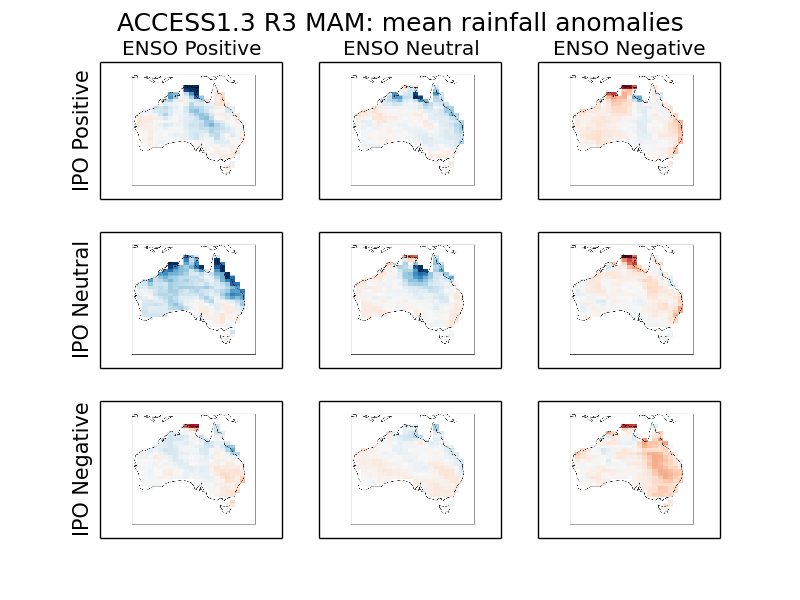 ACCESS1.3 R3 MAM: mean rainfall anomalies
ENSO Positive
ENSO Neutral
ENSO Negative
IPO Positive
IPO Neutral
IPO Negative